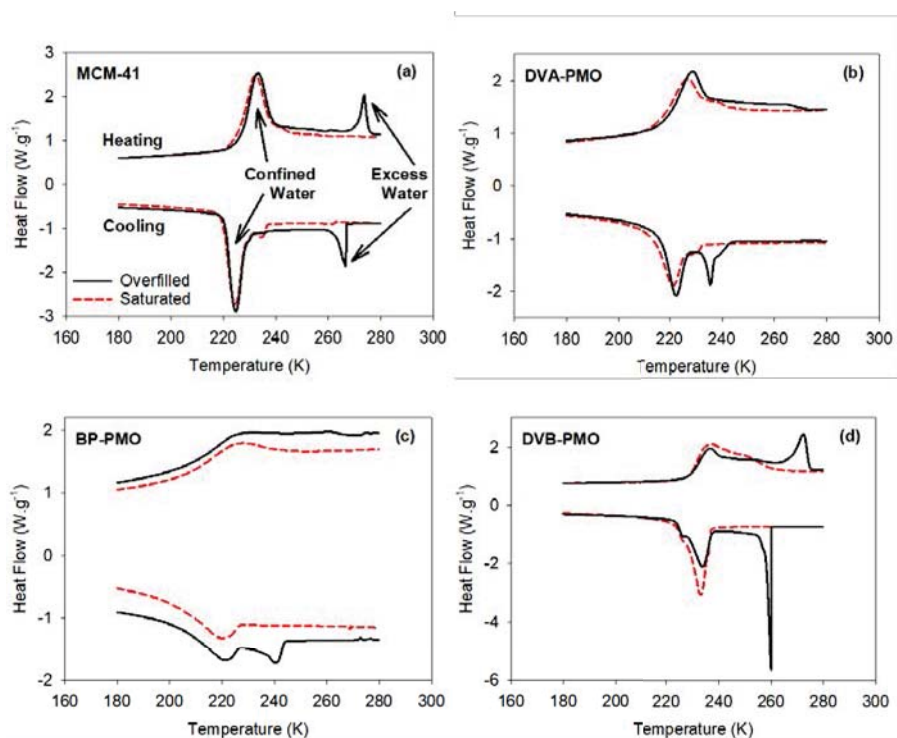 MCM-41
(a)
Heating
Confined
Water
Excess
Water
Cooling
Overfilled
Saturated
Heat Flow (W.g-1)
3
2
1
0
-1
-2
-3
160 180 200 220 240 260 280 300
Temperature (K)
DVA-PMO
(b)
Heat Flow (W.g-1)
2
1
0
-1
-2
160 180 200 220 240 260 280 300
Temperature (K)
BP-PMO
(c)
Heat Flow (W.g-1)
2
1
0
-1
-2
160 180 200 220 240 260 280 300
Temperature (K)
DVB-PMO
(d)
Heat Flow (W.g-1)
2
0
-2
-4
-6
160 180 200 220 240 260 280 300
Temperature (K)